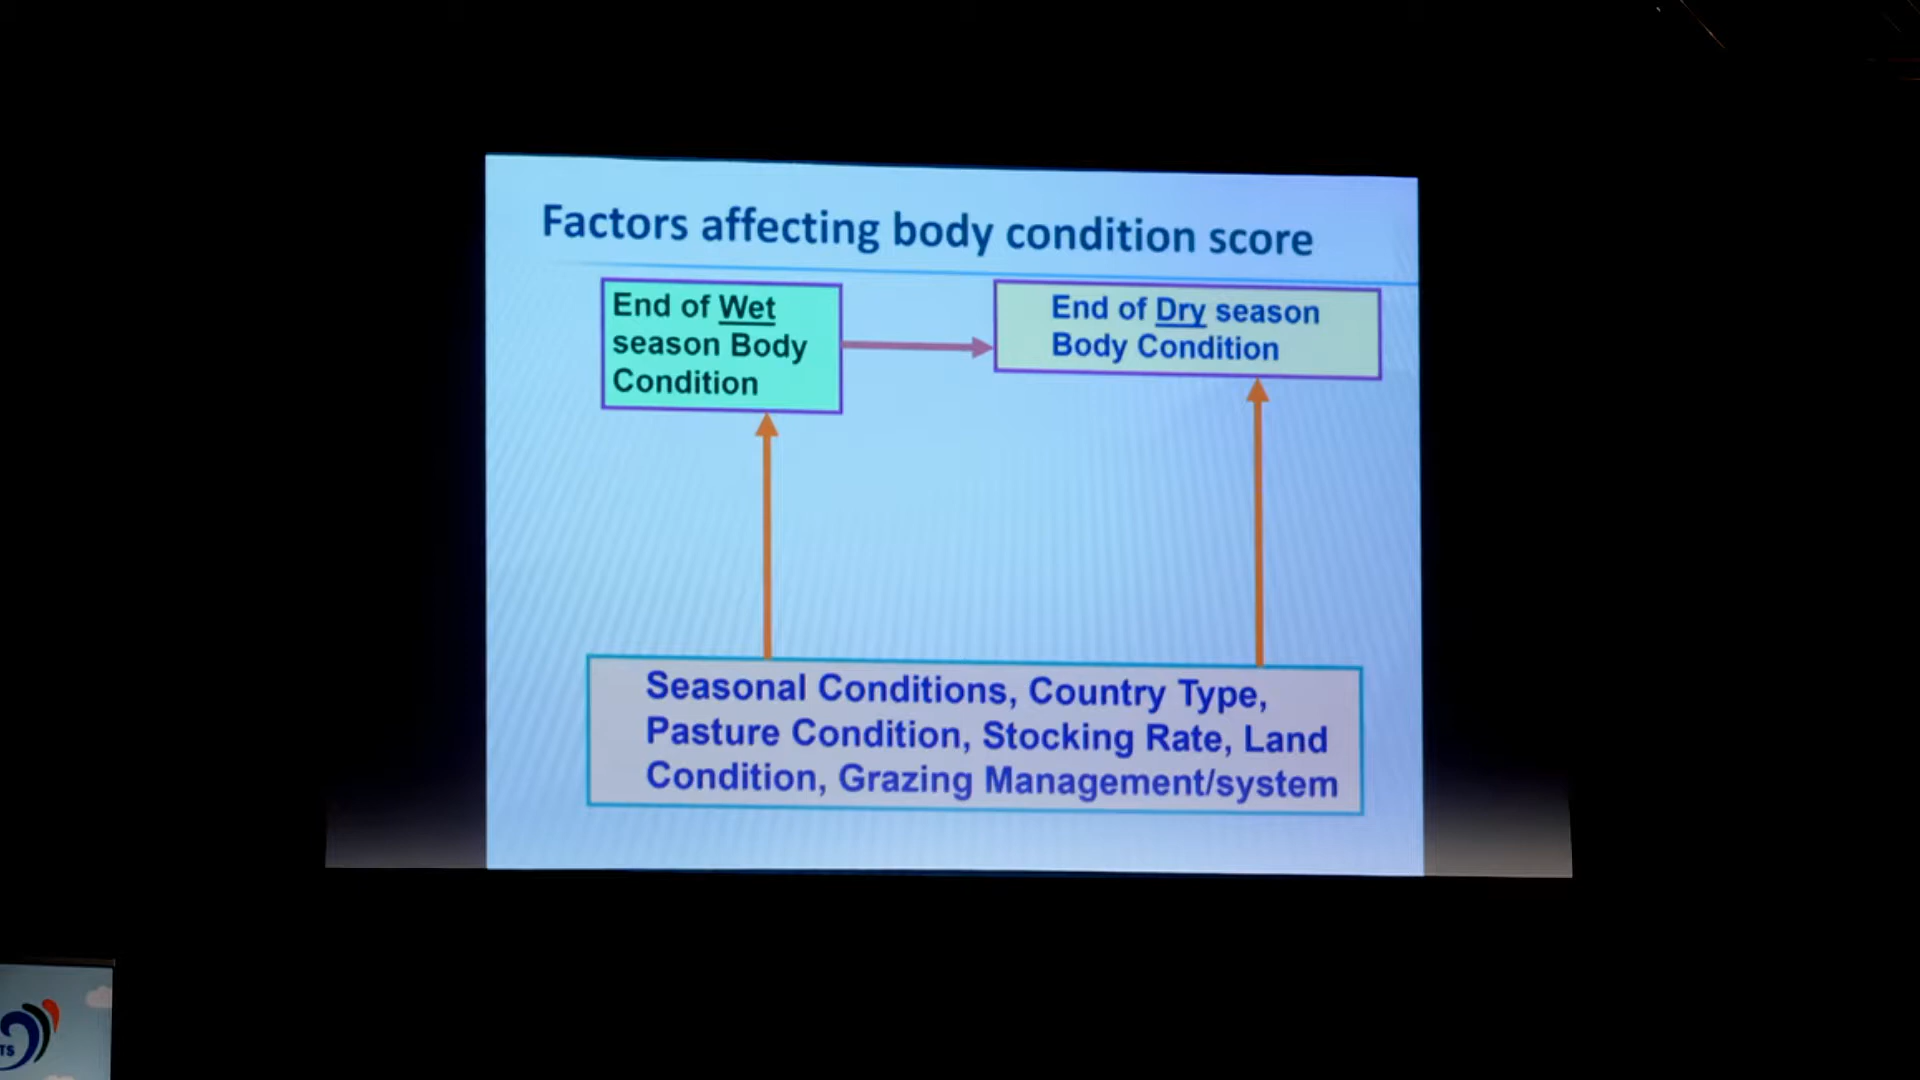 Factors affecting body condition score
End of Wet
season Body
Condition
End of Dry season
Body Condition
Seasonal Conditions, Country Type,
Pasture Condition, Stocking Rate, Land
Condition, Grazing Management/system
TS